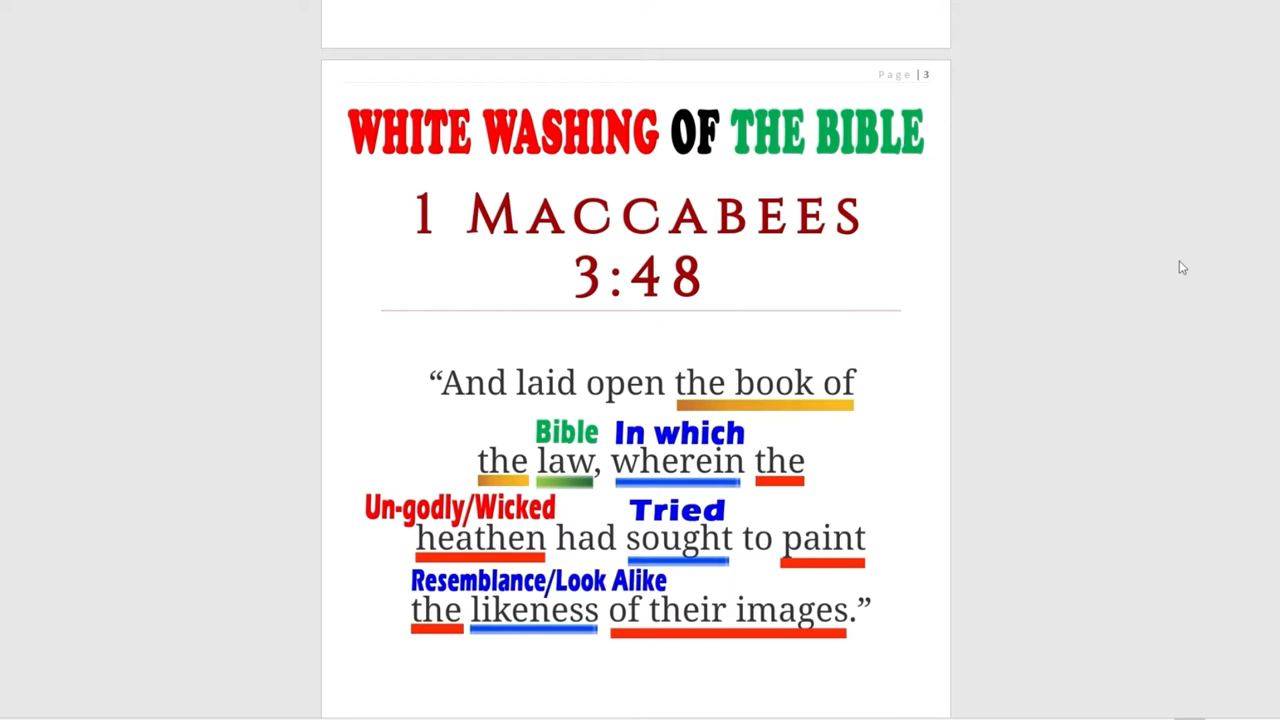 Page | 3
WHITE WASHING OF THE BIBLE
1 MACCABEES
3:48
“And laid open the book of
Bible In which
the law, wherein the
Un-godly/Wicked Tried
heathen had sought to paint
Resemblance/Look Alike
the likeness of their images.”